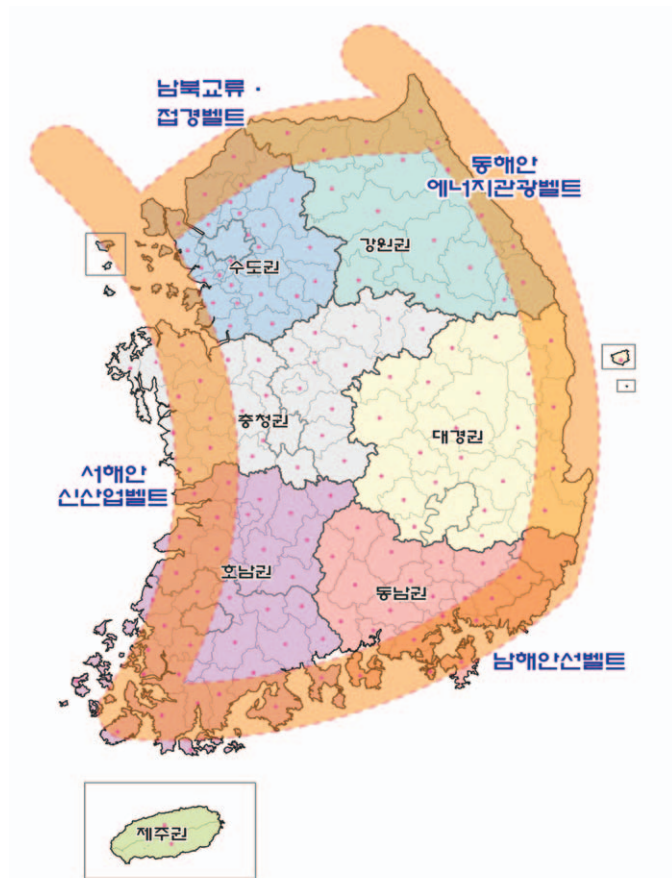 남북교류 ·
접경벨트
동해안
에너지관광벨트
강원권
수도권
충청권
대경권
서해안
신산업벨트
호남권
동남권
남해안선벨트
제주권